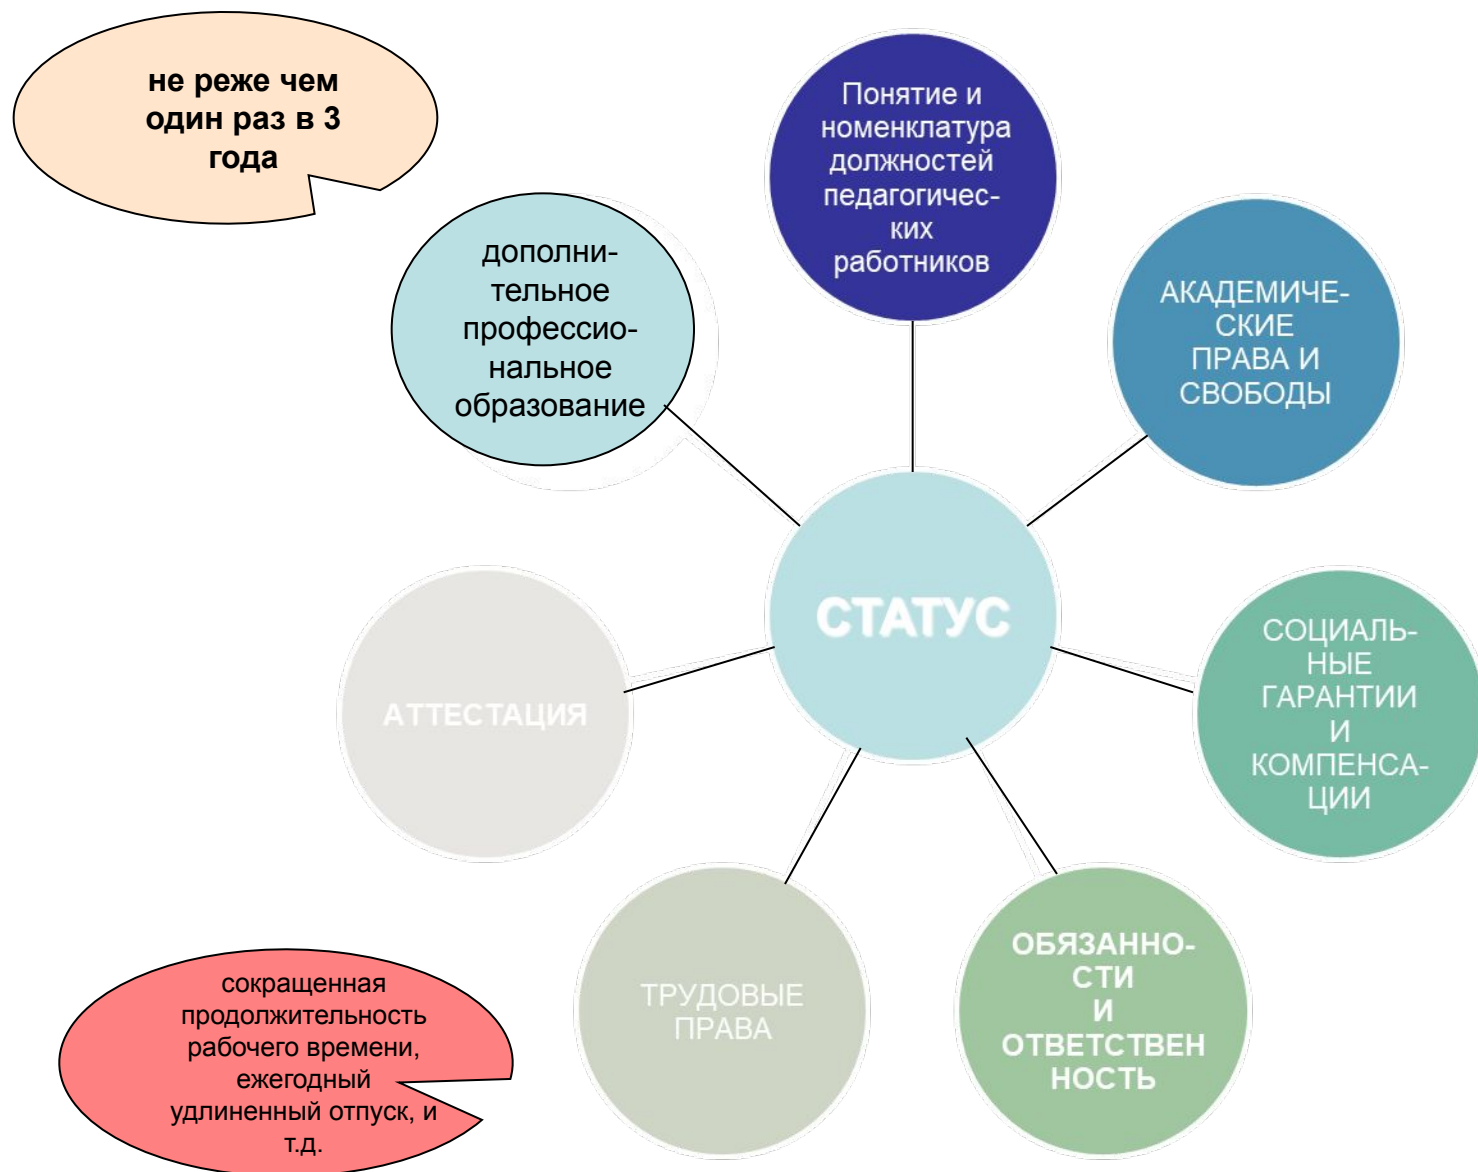 не реже чем
один раз в 3
года
Понятие и
номенклатура
должностей
педагогичес-
ких
работников
дополни-
тельное
профессио-
нальное
образование
АКАДЕМИЧЕ-
СКИЕ
ПРАВА И
СВОБОДЫ
СТАТУС
СОЦИАЛЬ-
НЫЕ
ГАРАНТИИ
И
КОМПЕНСА-
ЦИИ
АТТЕСТАЦИЯ
ОБЯЗАННО-
СТИ
И
ОТВЕТСТВЕН
НОСТЬ
ТРУДОВЫЕ
ПРАВА
сокращенная
продолжительность
рабочего времени,
ежегодный
удлиненный отпуск, и
т.д.